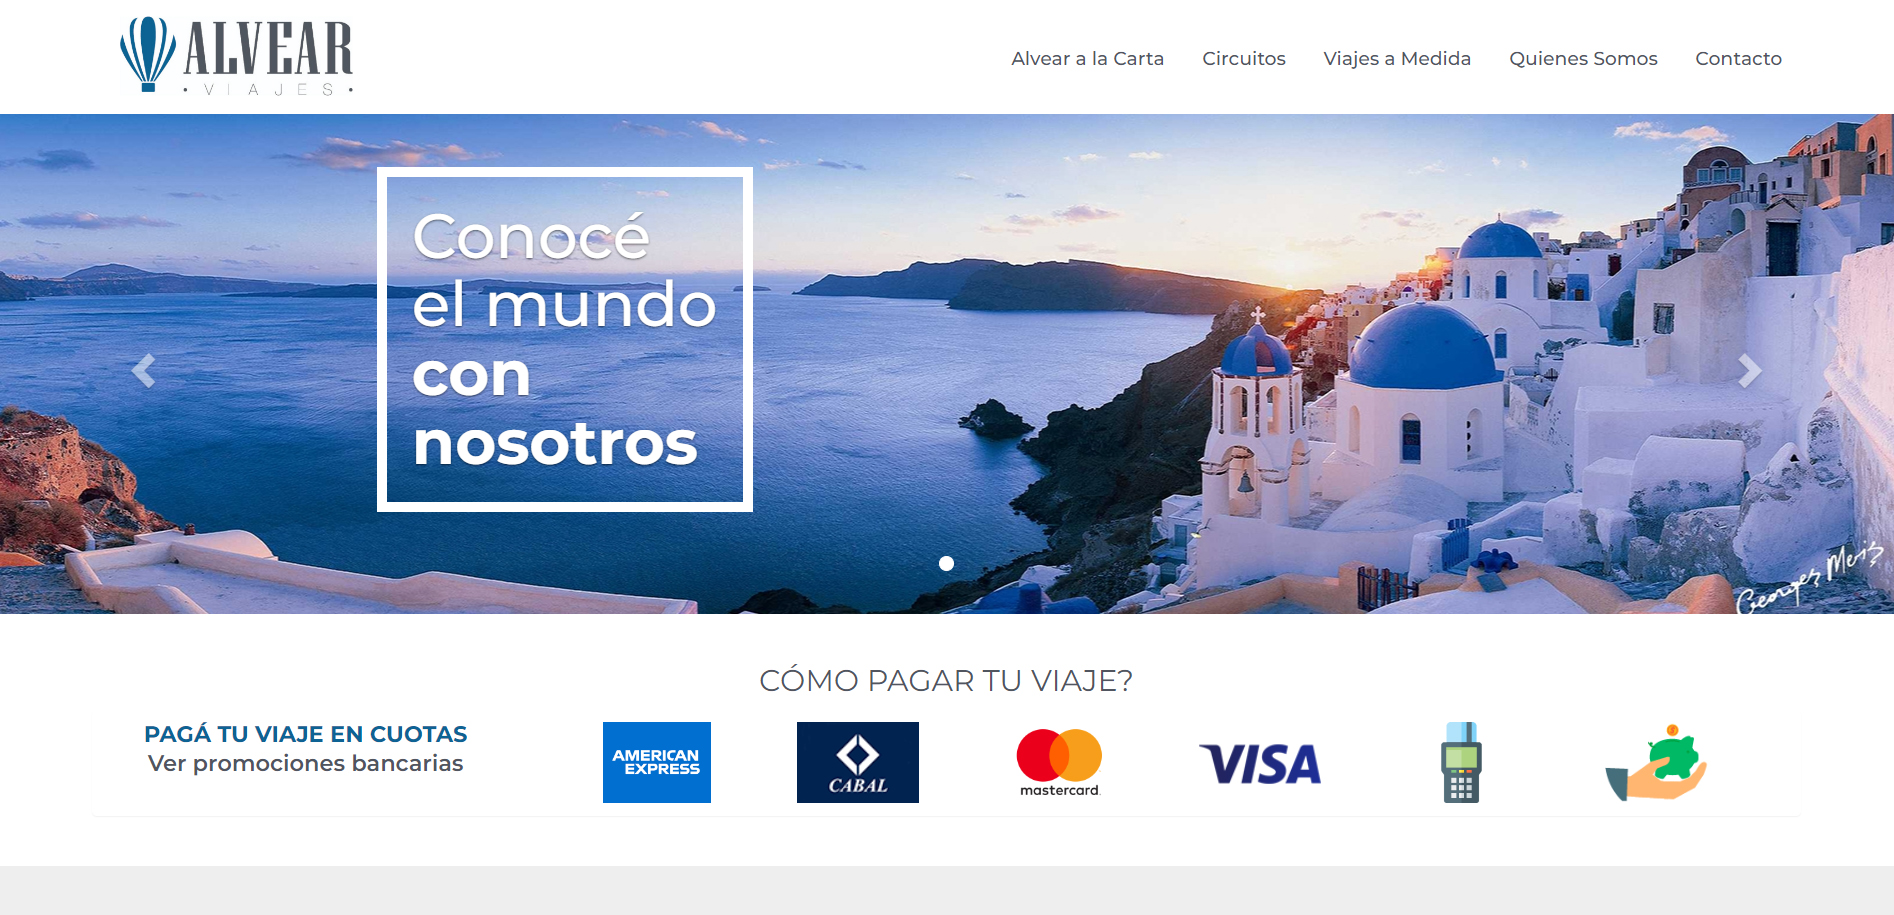 ALVEAR
· VIAJES ·
Alvear a la Carta
Circuitos
Viajes a Medida
Quienes Somos
Contacto
Conocé
el mundo
con
nosotros
Georges Meis
CÓMO PAGAR TU VIAJE?
PAGÁ TU VIAJE EN CUOTAS
Ver promociones bancarias
AMERICAN
EXPRESS
CABAL
mastercard.
VISA